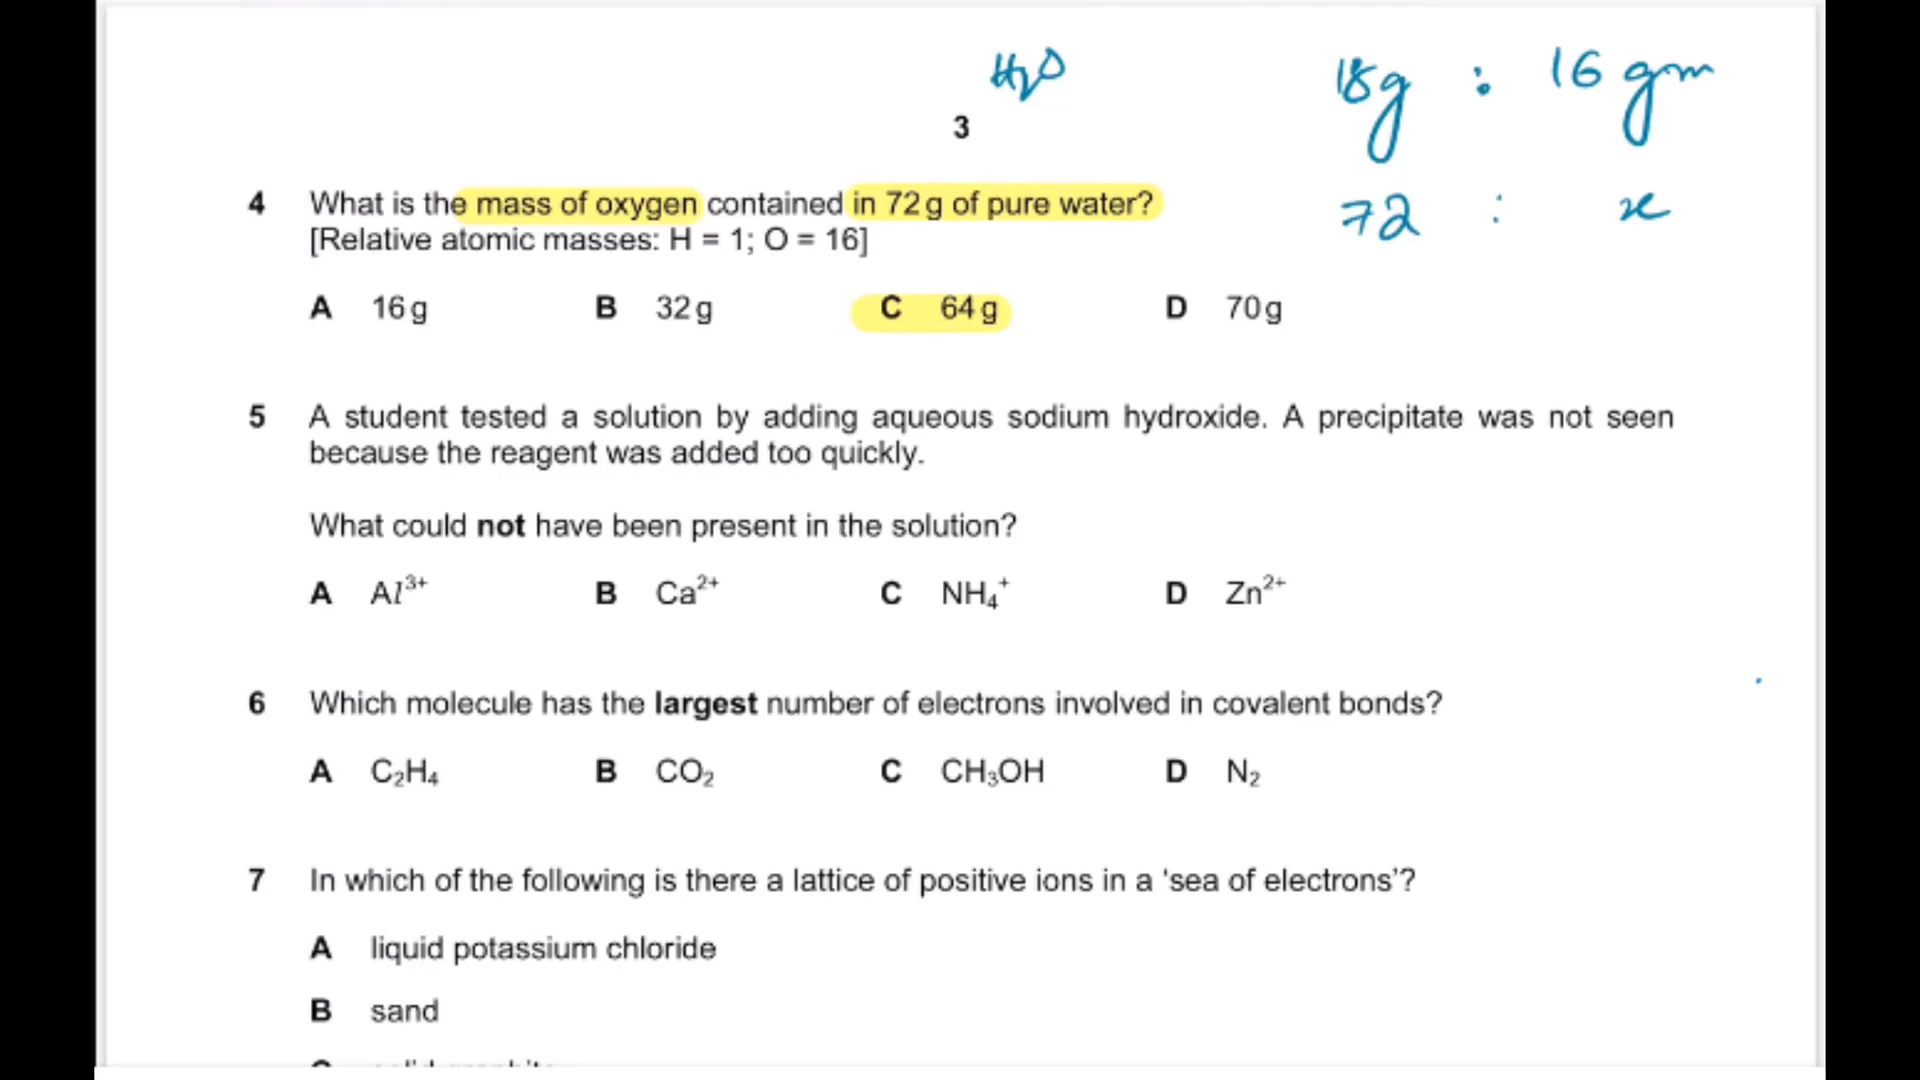 H₂O
18g : 16 gm
3
72 : x
4 What is the mass of oxygen contained in 72 g of pure water?
[Relative atomic masses: H = 1; O = 16]
A 16 g B 32 g C 64 g D 70 g
5 A student tested a solution by adding aqueous sodium hydroxide. A precipitate was not seen
because the reagent was added too quickly.
What could not have been present in the solution?
A Al³⁺ B Ca²⁺ C NH₄⁺ D Zn²⁺
6 Which molecule has the largest number of electrons involved in covalent bonds?
A C₂H₄ B CO₂ C CH₃OH D N₂
7 In which of the following is there a lattice of positive ions in a ‘sea of electrons’?
A liquid potassium chloride
B sand